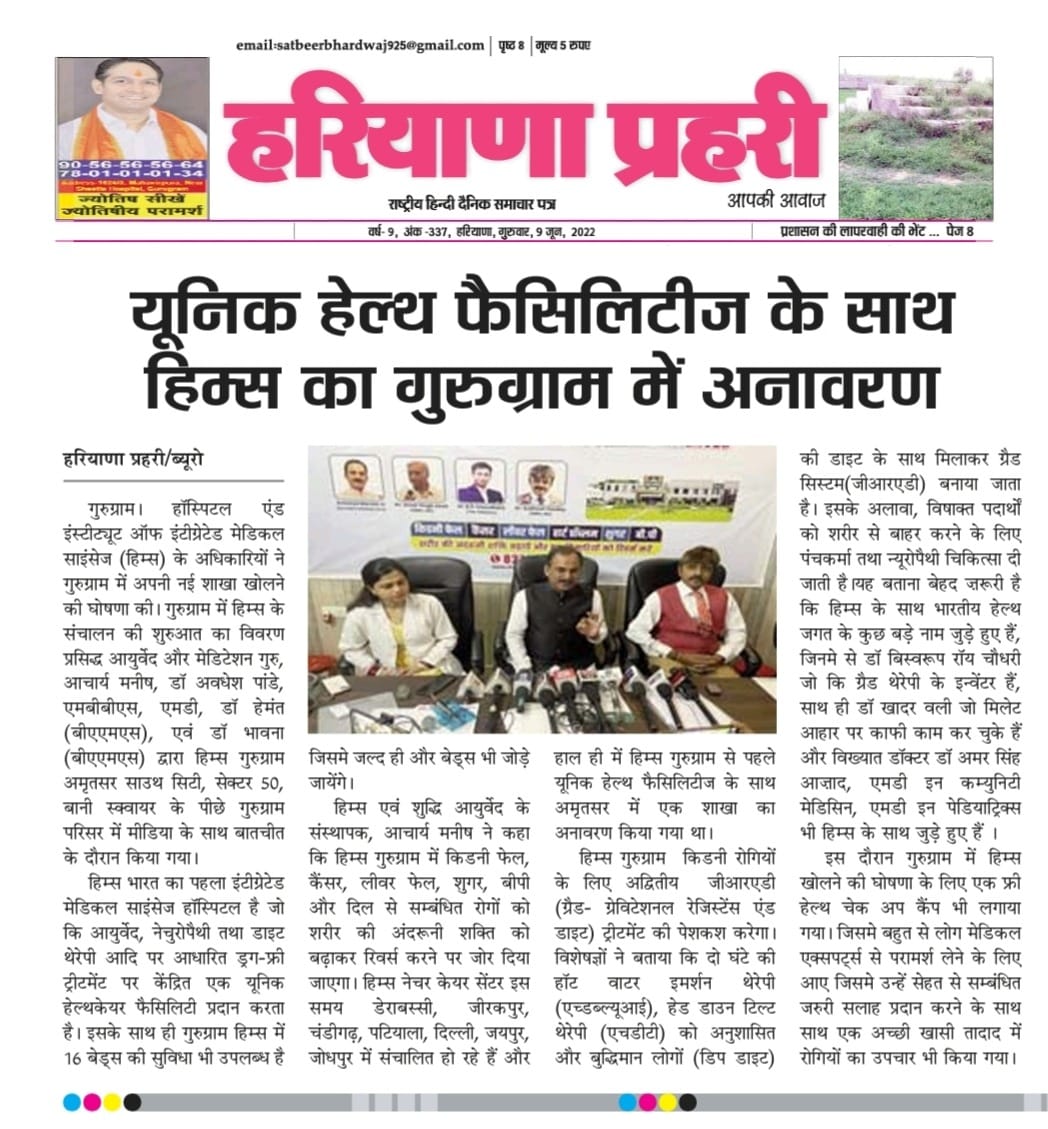 email:satbeerbhardwaj925@gmail.com | पृष्ठ 8 | मूल्य 5 रुपए
90-56-56-56-64
78-01-01-01-34
ज्योतिष सीखें
ज्योतिषीय परामर्श
हरियाणा प्रहरी
राष्ट्रीय हिन्दी दैनिक समाचार पत्र
आपकी आवाज
वर्ष- 9, अंक -337, हरियाणा, गुरुवार, 9 जून, 2022
प्रशासन की लापरवाही की भेंट ... पेज 8
यूनिक हेल्थ फैसिलिटीज के साथ
हिम्स का गुरुग्राम में अनावरण
हरियाणा प्रहरी/ब्यूरो
गुरुग्राम। हॉस्पिटल एंड
इंस्टीट्यूट ऑफ इंटीग्रेटेड मेडिकल
साइंसेज (हिम्स) के अधिकारियों ने
गुरुग्राम में अपनी नई शाखा खोलने
की घोषणा की। गुरुग्राम में हिम्स के
संचालन की शुरुआत का विवरण
प्रसिद्ध आयुर्वेद और मेडिटेशन गुरु,
आचार्य मनीष, डॉ अवधेश पांडे,
एमबीबीएस, एमडी, डॉ हेमंत
(बीएएमएस), एवं डॉ भावना
(बीएएमएस) द्वारा हिम्स गुरुग्राम
अमृतसर साउथ सिटी, सेक्टर 50,
बानी स्क्वायर के पीछे गुरुग्राम
परिसर में मीडिया के साथ बातचीत
के दौरान किया गया।
हिम्स भारत का पहला इंटीग्रेटेड
मेडिकल साइंसेज हॉस्पिटल है जो
कि आयुर्वेद, नेचुरोपैथी तथा डाइट
थेरेपी आदि पर आधारित ड्रग-फ्री
ट्रीटमेंट पर केंद्रित एक यूनिक
हेल्थकेयर फैसिलिटी प्रदान करता
है। इसके साथ ही गुरुग्राम हिम्स में
16 बेड्स की सुविधा भी उपलब्ध है
किडनी फेल कैंसर लीवर फेल हार्ट प्रॉब्लम शुगर बी.पी
जिसमे जल्द ही और बेड्स भी जोड़े
जायेंगे।
हिम्स एवं शुद्धि आयुर्वेद के
संस्थापक, आचार्य मनीष ने कहा
कि हिम्स गुरुग्राम में किडनी फेल,
कैंसर, लीवर फेल, शुगर, बीपी
और दिल से सम्बंधित रोगों को
शरीर की अंदरूनी शक्ति को
बढ़ाकर रिवर्स करने पर जोर दिया
जाएगा। हिम्स नेचर केयर सेंटर इस
समय डेराबस्सी, जीरकपुर,
चंडीगढ़, पटियाला, दिल्ली, जयपुर,
जोधपुर में संचालित हो रहे हैं और
हाल ही में हिम्स गुरुग्राम से पहले
यूनिक हेल्थ फैसिलिटीज के साथ
अमृतसर में एक शाखा का
अनावरण किया गया था।
हिम्स गुरुग्राम किडनी रोगियों
के लिए अद्वितीय जीआरएडी
(ग्रैड- ग्रेविटेशनल रेजिस्टेंस एंड
डाइट) ट्रीटमेंट की पेशकश करेगा।
विशेषज्ञों ने बताया कि दो घंटे की
हॉट वाटर इमर्शन थेरेपी
(एच्डब्ल्यूआई), हेड डाउन टिल्ट
थेरेपी (एचडीटी) को अनुशासित
और बुद्धिमान लोगों (डिप डाइट)
की डाइट के साथ मिलाकर ग्रैड
सिस्टम(जीआरएडी) बनाया जाता
है। इसके अलावा, विषाक्त पदार्थों
को शरीर से बाहर करने के लिए
पंचकर्मा तथा न्यूरोपैथी चिकित्सा दी
जाती है।यह बताना बेहद ज़रूरी है
कि हिम्स के साथ भारतीय हेल्थ
जगत के कुछ बड़े नाम जुड़े हुए हैं,
जिनमे से डॉ बिस्वरूप रॉय चौधरी
जो कि ग्रैड थेरेपी के इन्वेंटर हैं,
साथ ही डॉ खादर वली जो मिलेट
आहार पर काफी काम कर चुके हैं
और विख्यात डॉक्टर डॉ अमर सिंह
आज़ाद, एमडी इन कम्युनिटी
मेडिसिन, एमडी इन पेडियाट्रिक्स
भी हिम्स के साथ जुड़े हुए हैं ।
इस दौरान गुरुग्राम में हिम्स
खोलने की घोषणा के लिए एक फ्री
हेल्थ चेक अप कैंप भी लगाया
गया। जिसमे बहुत से लोग मेडिकल
एक्सपर्ट्स से परामर्श लेने के लिए
आए जिसमे उन्हें सेहत से सम्बंधित
जरुरी सलाह प्रदान करने के साथ
साथ एक अच्छी खासी तादाद में
रोगियों का उपचार भी किया गया।